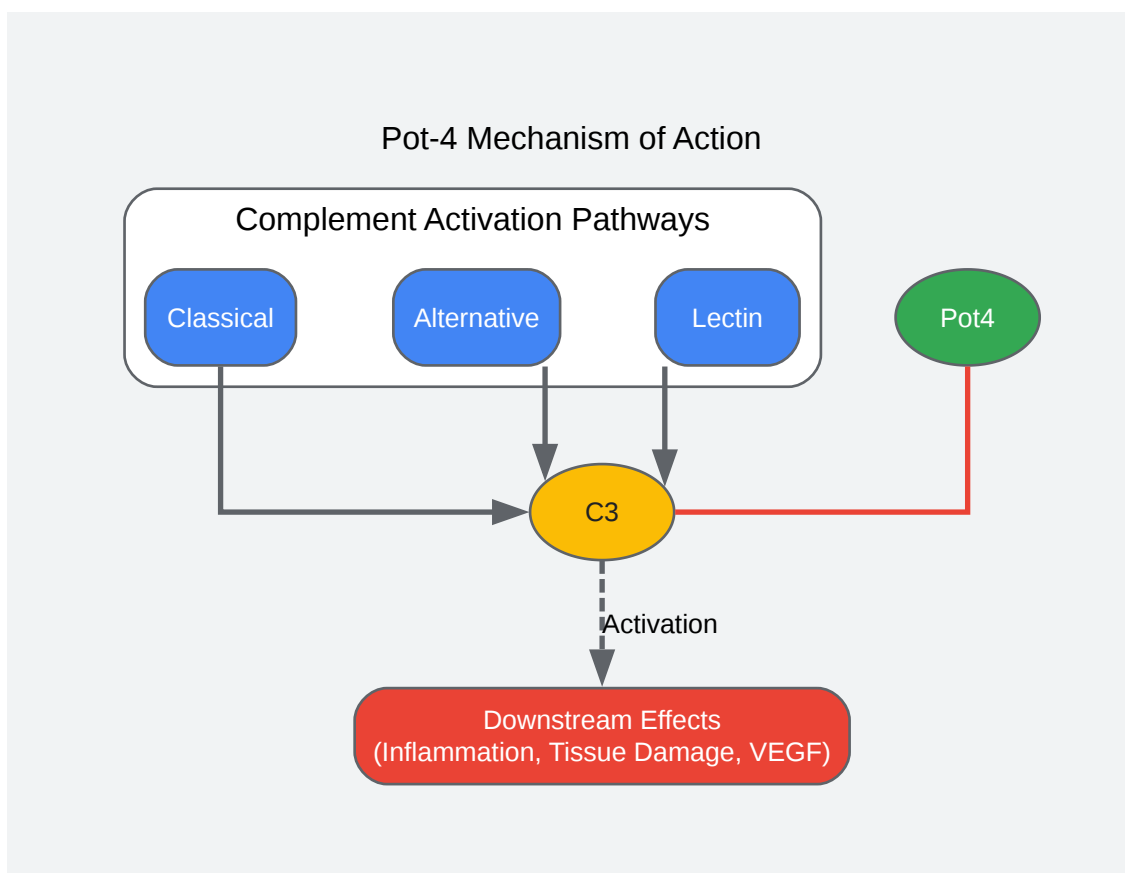 Pot-4 Mechanism of Action
Complement Activation Pathways
Classical
Alternative
Lectin
Pot4
C3
Activation
Downstream Effects
(Inflammation, Tissue Damage, VEGF)